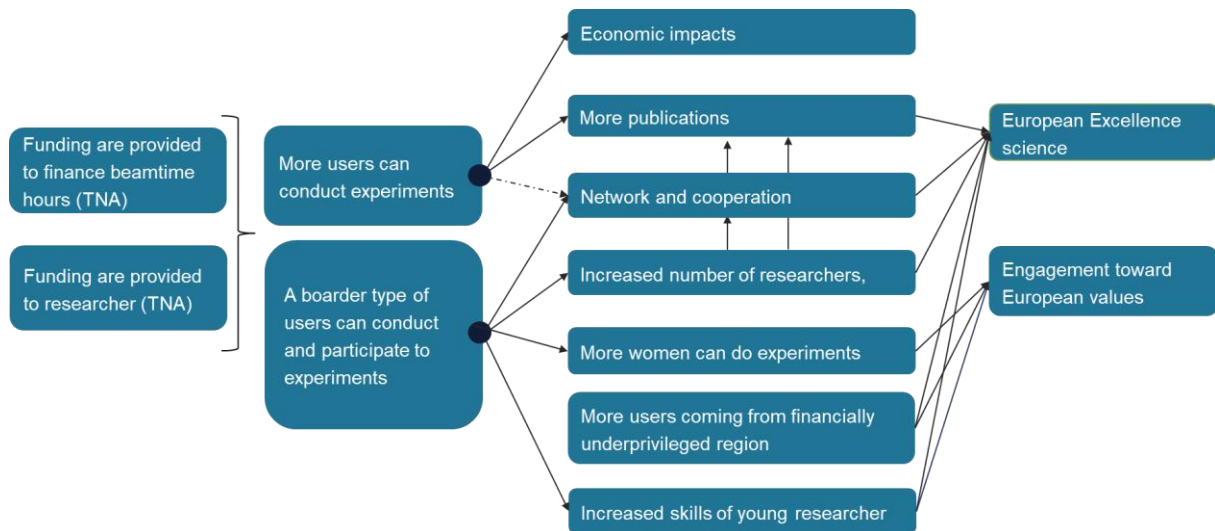 Funding are provided
to finance beamtime
hours (TNA)
Funding are provided
to researcher (TNA)
More users can
conduct experiments
A boarder type of
users can conduct
and participate to
experiments
Economic impacts
More publications
Network and cooperation
Increased number of researchers,
More women can do experiments
More users coming from financially
underprivileged region
Increased skills of young researcher
European Excellence
science
Engagement toward
European values